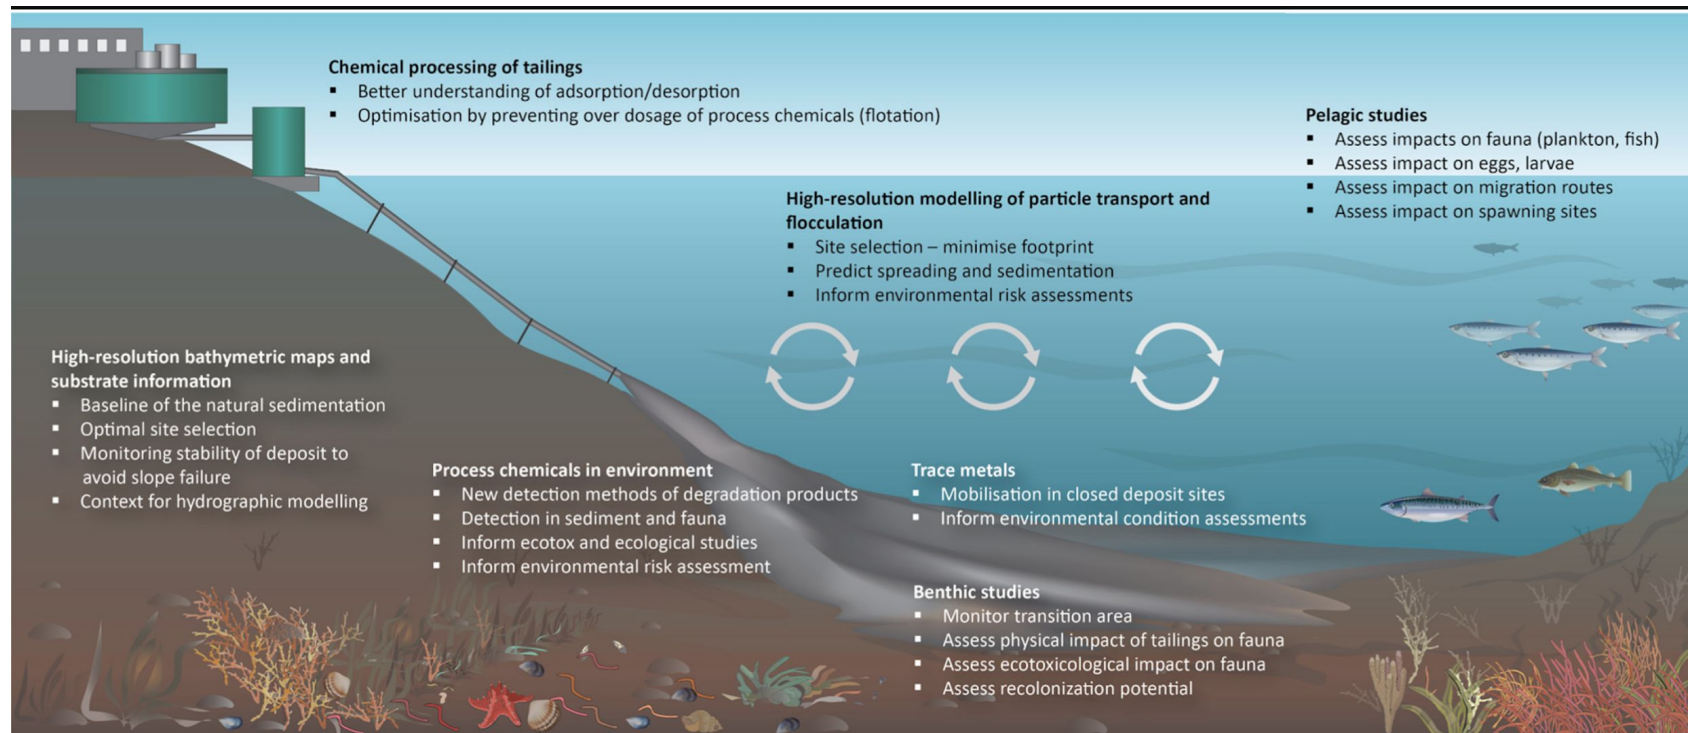 Chemical processing of tailings
▪ Better understanding of adsorption/desorption
▪ Optimisation by preventing over dosage of process chemicals (flotation)
Pelagic studies
▪ Assess impacts on fauna (plankton, fish)
▪ Assess impact on eggs, larvae
▪ Assess impact on migration routes
▪ Assess impact on spawning sites
High-resolution modelling of particle transport and
flocculation
▪ Site selection – minimise footprint
▪ Predict spreading and sedimentation
▪ Inform environmental risk assessments
High-resolution bathymetric maps and
substrate information
▪ Baseline of the natural sedimentation
▪ Optimal site selection
▪ Monitoring stability of deposit to
avoid slope failure
▪ Context for hydrographic modelling
Process chemicals in environment
▪ New detection methods of degradation products
▪ Detection in sediment and fauna
▪ Inform ecotox and ecological studies
▪ Inform environmental risk assessment
Trace metals
▪ Mobilisation in closed deposit sites
▪ Inform environmental condition assessments
Benthic studies
▪ Monitor transition area
▪ Assess physical impact of tailings on fauna
▪ Assess ecotoxicological impact on fauna
▪ Assess recolonization potential